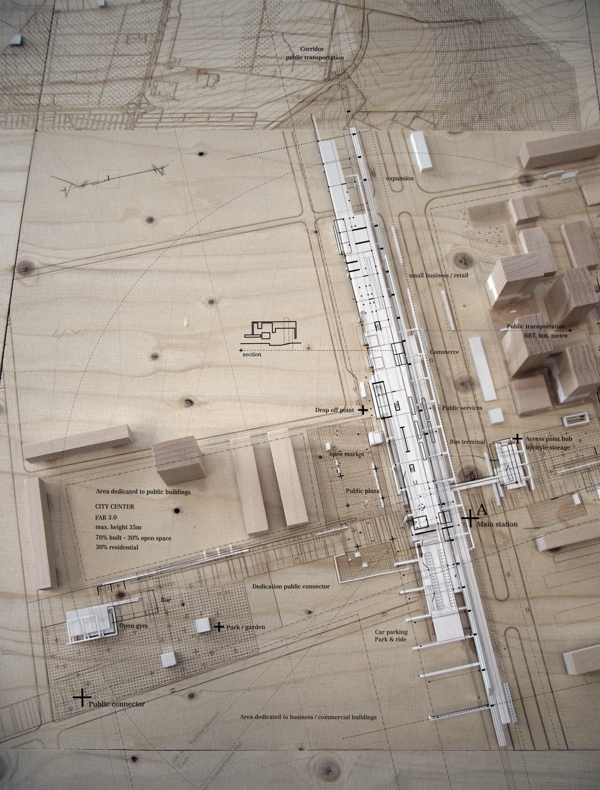 Corridor
public transportation
expansion
small business / retail
Public transportation
BRT, bus, metro
section
Commerce
Drop off point
Public services
Bus terminal
Access point hub
bicycle storage
open market
Area dedicated to public buildings
Public plaza
CITY CENTER
FAR 3.0
max. height 35m
70% built - 30% open space
30% residential
A
Main station
Dedication public connector
Bar
Open gym
Park / garden
Car parking
Park & ride
Public connector
Area dedicated to business / commercial buildings